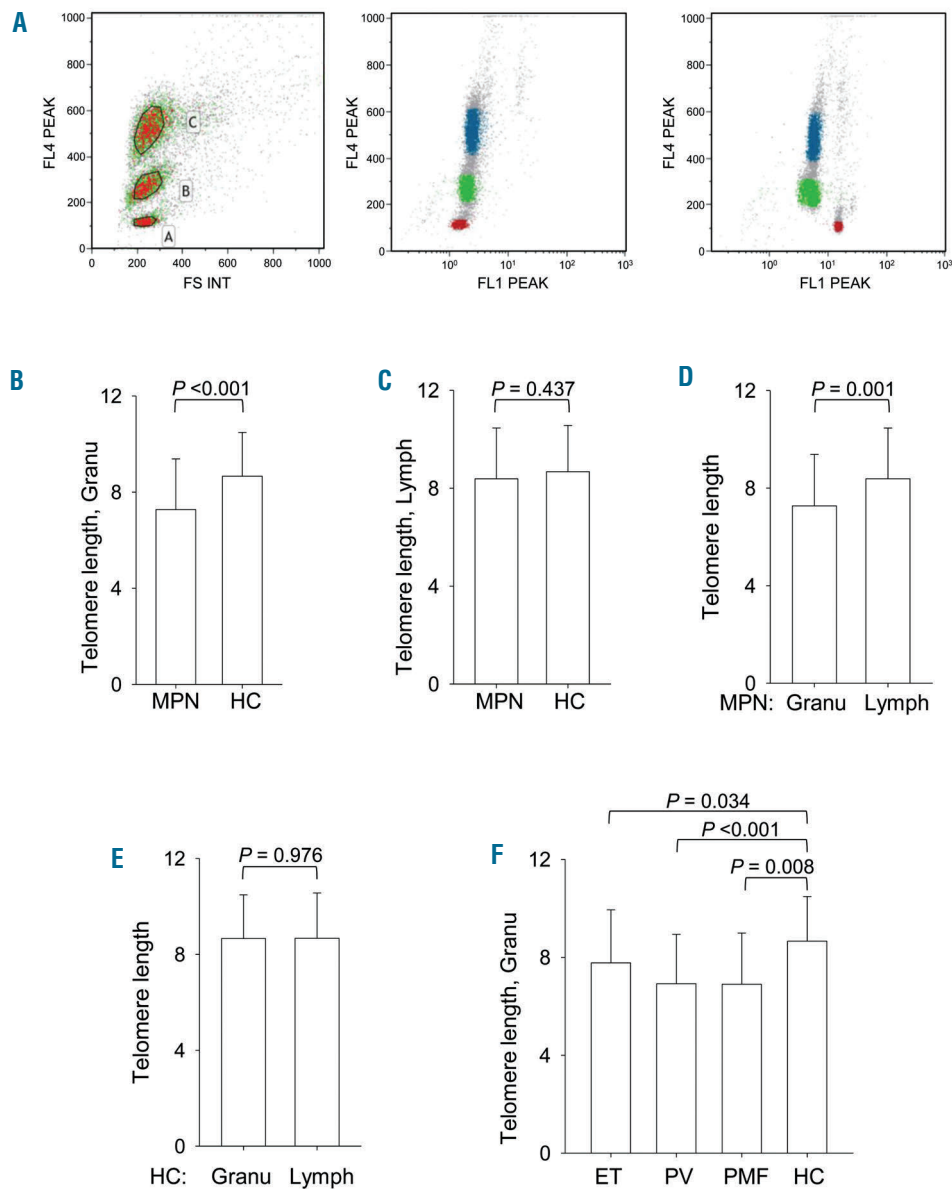 A
1000
800
600
400
200
0
FL4 PEAK
C
B
A
0 200 400 600 800 1000
FS INT
1000
800
600
400
200
0
FL4 PEAK
10⁰ 10¹ 10² 10³
FL1 PEAK
1000
800
600
400
200
0
FL4 PEAK
10⁰ 10¹ 10² 10³
FL1 PEAK
B
P <0.001
12
8
4
0
Telomere length, Granu
MPN HC
C
P = 0.437
12
8
4
0
Telomere length, Lymph
MPN HC
D
P = 0.001
12
8
4
0
Telomere length
MPN: Granu Lymph
E
P = 0.976
12
8
4
0
Telomere length
HC: Granu Lymph
F
P = 0.034
P <0.001
P = 0.008
12
8
4
0
Telomere length, Granu
ET PV PMF HC